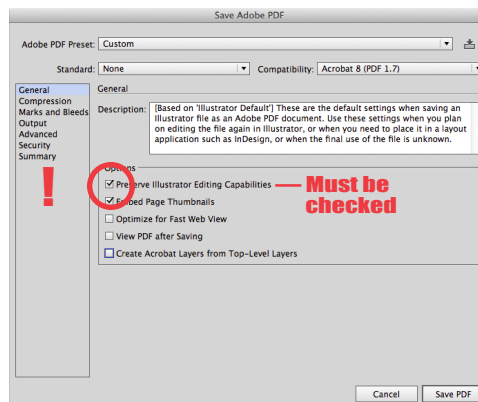 Save Adobe PDF
Adobe PDF Preset: Custom
Standard: None Compatibility: Acrobat 8 (PDF 1.7)
General
Compression
Marks and Bleeds
Output
Advanced
Security
Summary
!
General
Description: [Based on 'Illustrator Default'] These are the default settings when saving an
Illustrator file as an Adobe PDF document. Use these settings when you plan
on editing the file again in Illustrator, or when you need to place it in a layout
application such as InDesign, or when the final use of the file is unknown.
Options
Preserve Illustrator Editing Capabilities
Must be
checked
Embed Page Thumbnails
Optimize for Fast Web View
View PDF after Saving
Create Acrobat Layers from Top-Level Layers
Cancel Save PDF